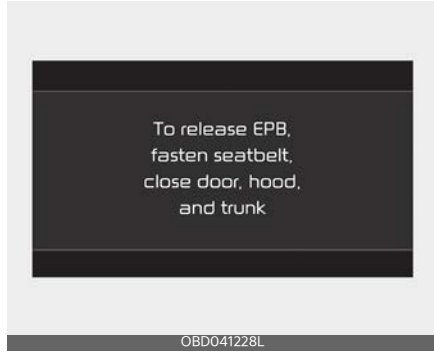 To release EPB,
fasten seatbelt,
close door, hood,
and trunk
OBD041228L